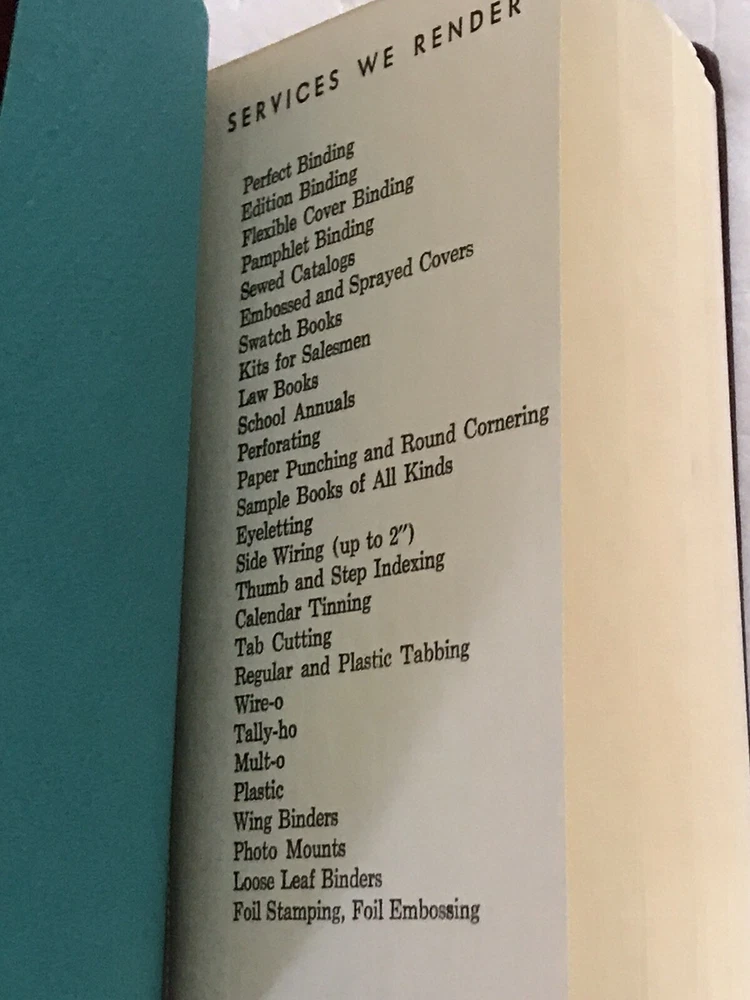 SERVICES WE RENDER
Perfect Binding
Edition Binding
Flexible Cover Binding
Pamphlet Binding
Sewed Catalogs
Embossed and Sprayed Covers
Swatch Books
Kits for Salesmen
Law Books
School Annuals
Perforating
Paper Punching and Round Cornering
Sample Books of All Kinds
Eyeletting
Side Wiring (up to 2″)
Thumb and Step Indexing
Calendar Tinning
Tab Cutting
Regular and Plastic Tabbing
Wire-o
Tally-ho
Mult-o
Plastic
Wing Binders
Photo Mounts
Loose Leaf Binders
Foil Stamping, Foil Embossing